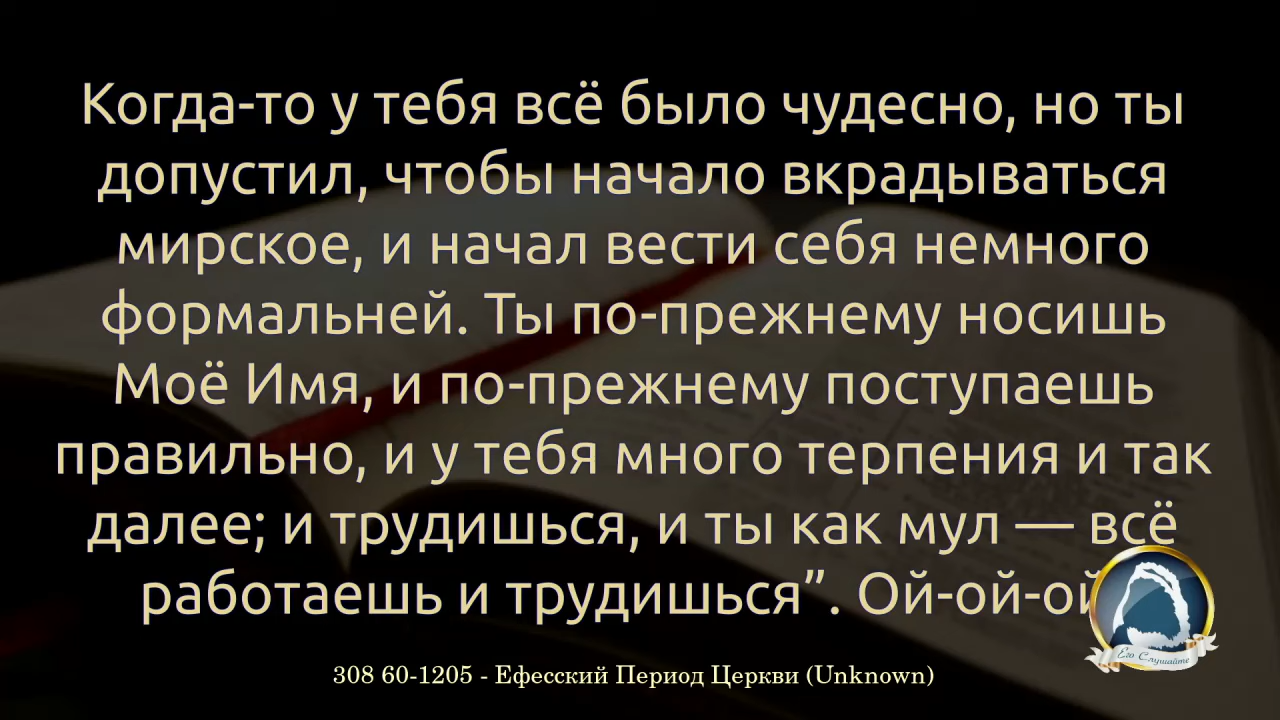 Когда-то у тебя всё было чудесно, но ты
допустил, чтобы начало вкрадываться
мирское, и начал вести себя немного
формальней. Ты по-прежнему носишь
Моё Имя, и по-прежнему поступаешь
правильно, и у тебя много терпения и так
далее; и трудишься, и ты как мул — всё
работаешь и трудишься”. Ой-ой-ой
Его Слушайте
308 60-1205 - Ефесский Период Церкви (Unknown)